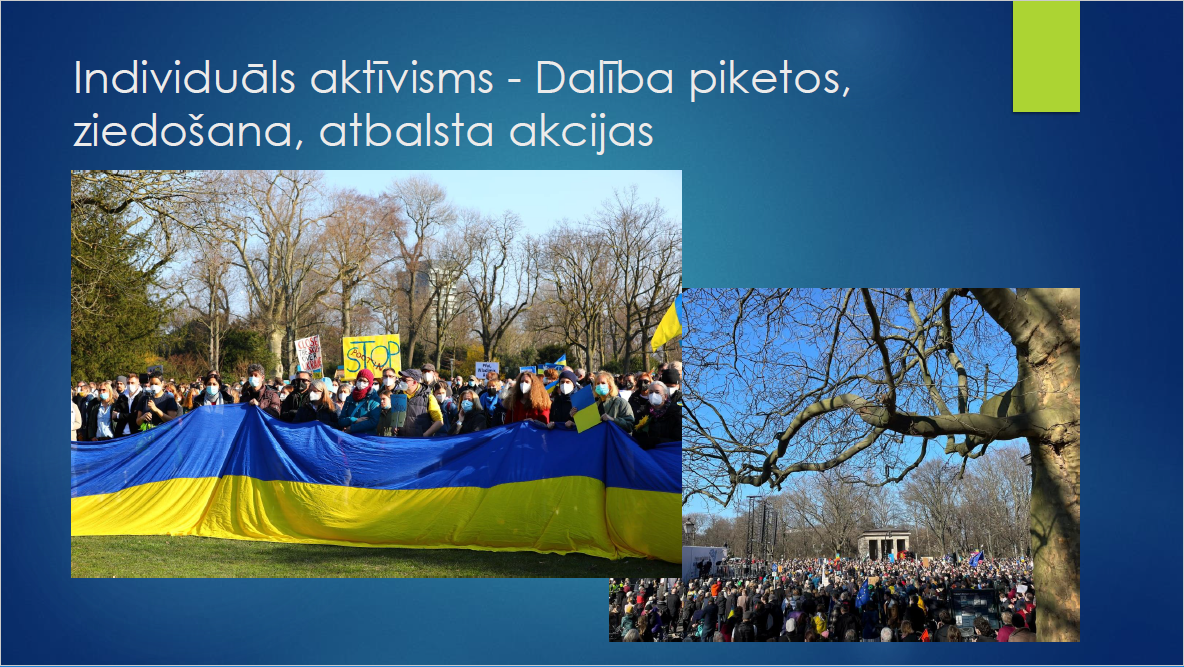 Individuāls aktīvisms - Dalība piketos,
ziedošana, atbalsta akcijas
STOP